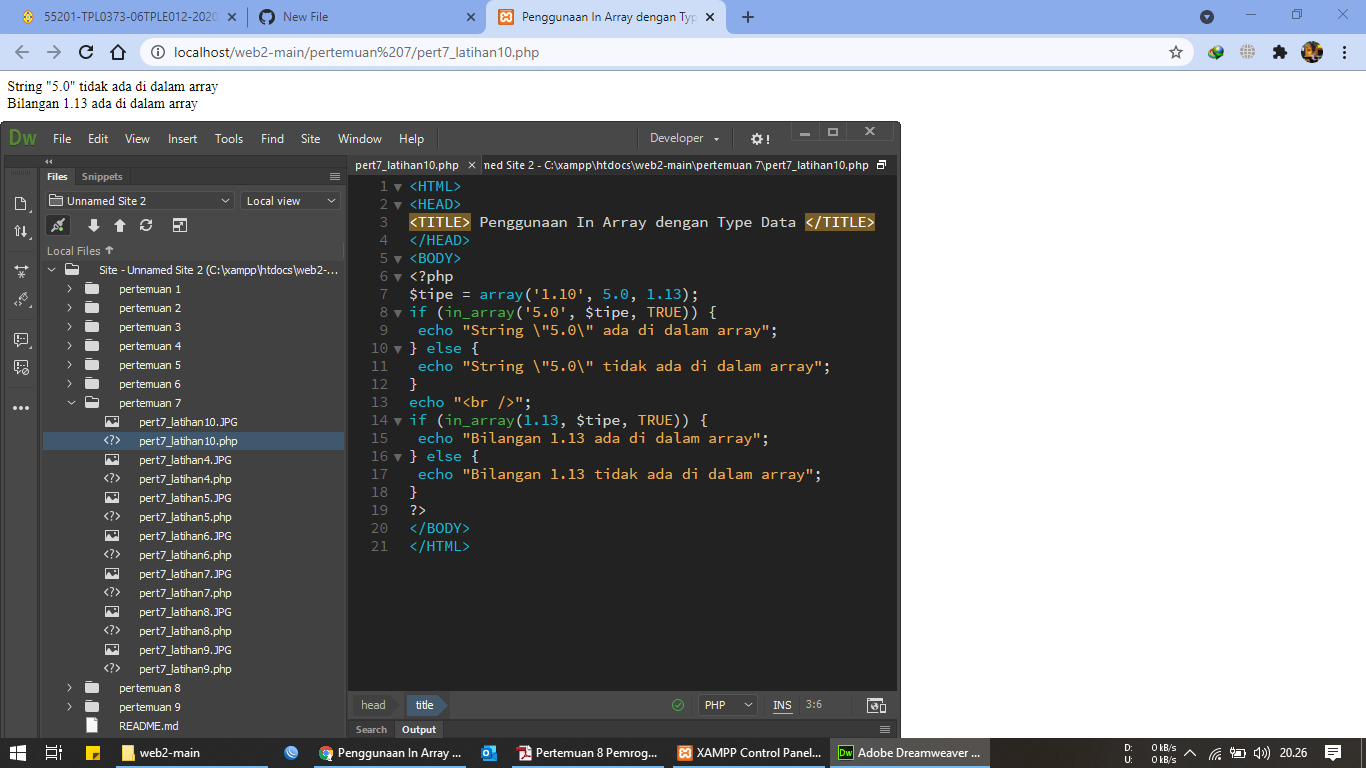 55201-TPL0373-06TPLE012-2020
New File
Penggunaan In Array dengan Typ
localhost/web2-main/pertemuan%207/pert7_latihan10.php
String "5.0" tidak ada di dalam array
Bilangan 1.13 ada di dalam array
Dw File Edit View Insert Tools Find Site Window Help Developer !
Files Snippets
Unnamed Site 2 Local view
Local Files
Site - Unnamed Site 2 (C:\xampp\htdocs\web2-...
pertemuan 1
pertemuan 2
pertemuan 3
pertemuan 4
pertemuan 5
pertemuan 6
pertemuan 7
pert7_latihan10.JPG
pert7_latihan10.php
pert7_latihan4.JPG
pert7_latihan4.php
pert7_latihan5.JPG
pert7_latihan5.php
pert7_latihan6.JPG
pert7_latihan6.php
pert7_latihan7.JPG
pert7_latihan7.php
pert7_latihan8.JPG
pert7_latihan8.php
pert7_latihan9.JPG
pert7_latihan9.php
pertemuan 8
pertemuan 9
README.md
pert7_latihan10.php
med Site 2 - C:\xampp\htdocs\web2-main\pertemuan 7\pert7_latihan10.php
1 <HTML>
2 <HEAD>
3 <TITLE> Penggunaan In Array dengan Type Data </TITLE>
4 </HEAD>
5 <BODY>
6 <?php
7 $tipe = array('1.10', 5.0, 1.13);
8 if (in_array('5.0', $tipe, TRUE)) {
9 echo "String \"5.0\" ada di dalam array";
10 } else {
11 echo "String \"5.0\" tidak ada di dalam array";
12 }
13 echo "<br />";
14 if (in_array(1.13, $tipe, TRUE)) {
15 echo "Bilangan 1.13 ada di dalam array";
16 } else {
17 echo "Bilangan 1.13 tidak ada di dalam array";
18 }
19 ?>
20 </BODY>
21 </HTML>
head title PHP INS 3:6
Search Output
web2-main
Penggunaan In Array ...
Pertemuan 8 Pemrog...
XAMPP Control Panel...
Dw Adobe Dreamweaver ...
D: 0 kB/s
U: 0 kB/s
20.26